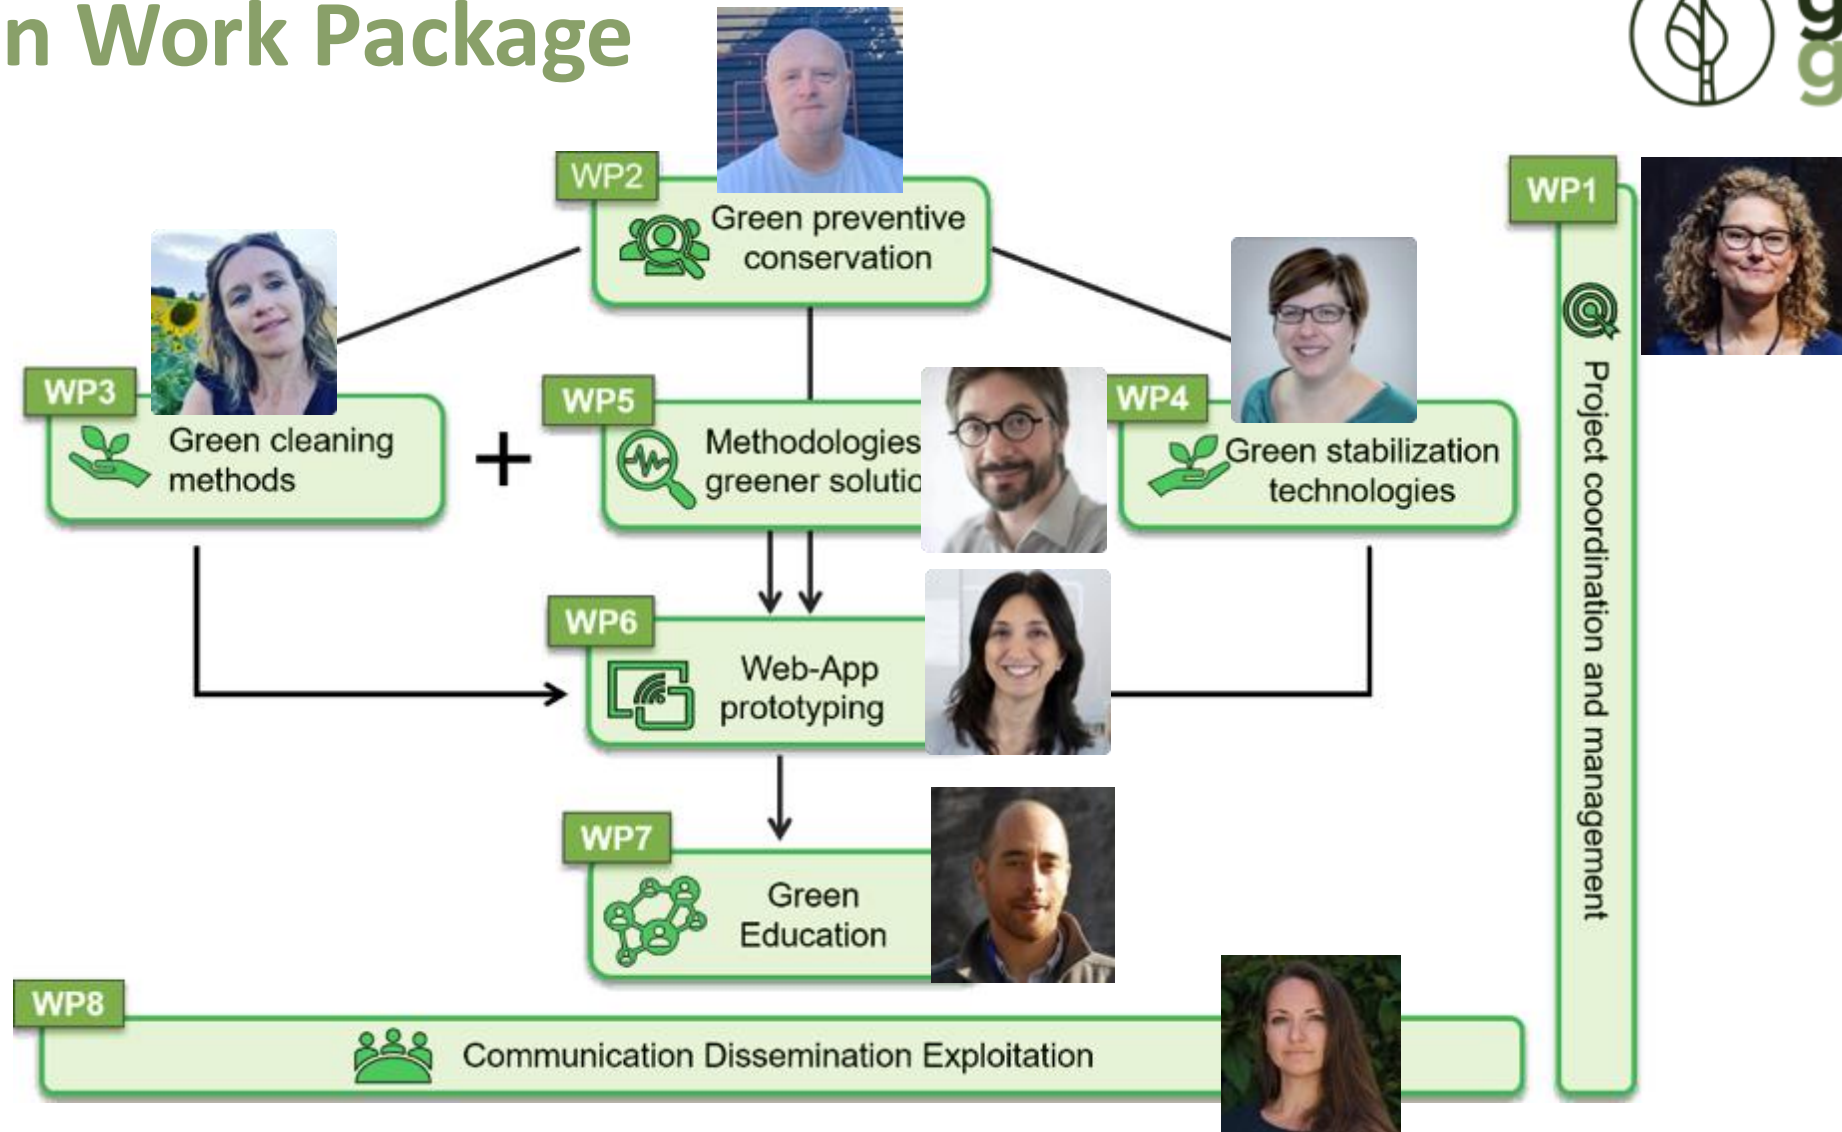 n Work Package
g
g
WP2
Green preventive
conservation
WP1
Project coordination and management
WP3
Green cleaning
methods
WP5
Methodologies
greener solutio
WP4
Green stabilization
technologies
WP6
Web-App
prototyping
WP7
Green
Education
WP8
Communication Dissemination Exploitation